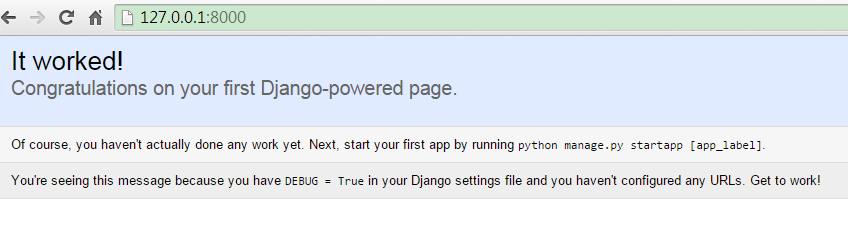 127.0.0.1:8000
It worked!
Congratulations on your first Django-powered page.
Of course, you haven't actually done any work yet. Next, start your first app by running python manage.py startapp [app_label].
You're seeing this message because you have DEBUG = True in your Django settings file and you haven't configured any URLs. Get to work!